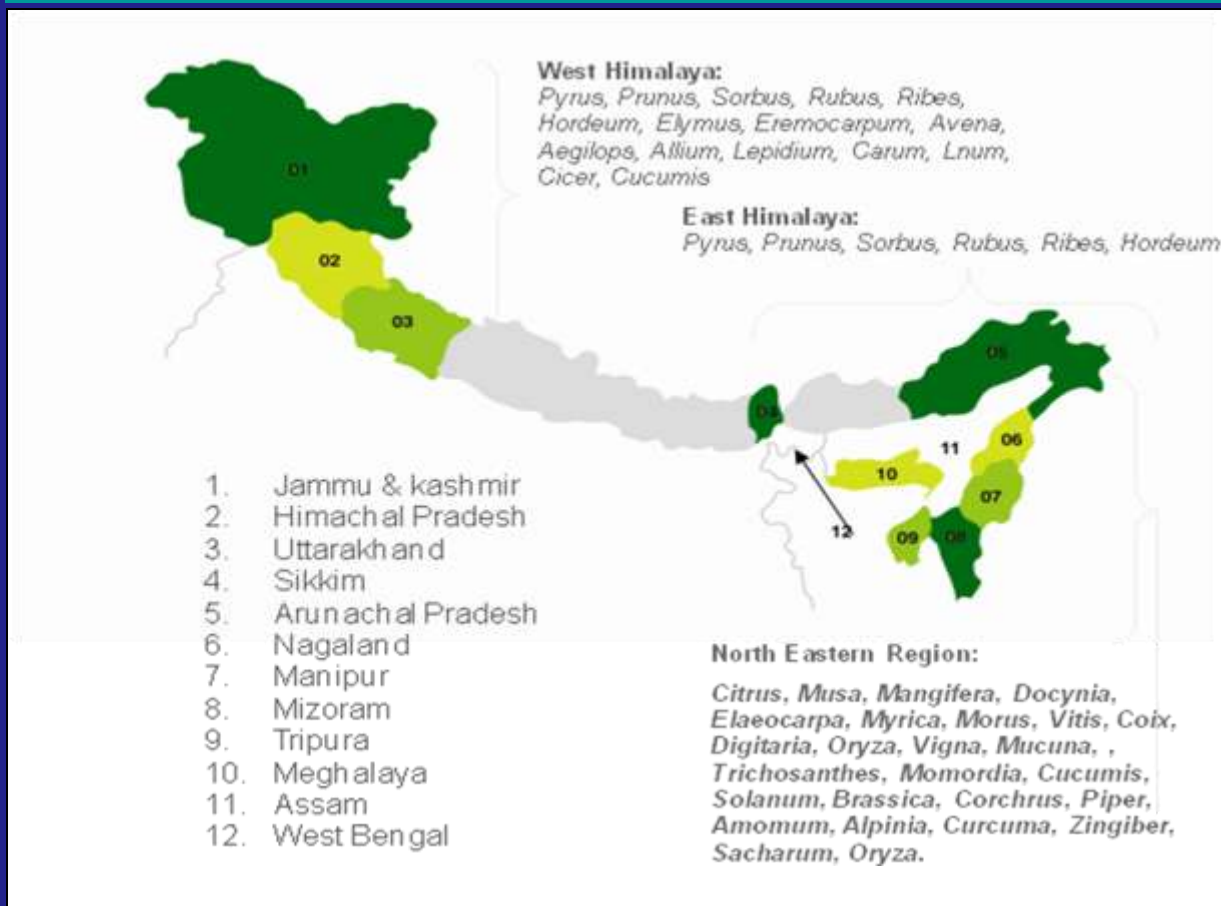 West Himalaya:
Pyrus, Prunus, Sorbus, Rubus, Ribes,
Hordeum, Elymus, Eremocarpum, Avena,
Aegilops, Allium, Lepidium, Carum, Lnum,
Cicer, Cucumis
East Himalaya:
Pyrus, Prunus, Sorbus, Rubus, Ribes, Hordeum
01
02
03
04
05
06
07
08
09
10
11
12
1. Jammu & kashmir
2. Himachal Pradesh
3. Uttarakhand
4. Sikkim
5. Arunachal Pradesh
6. Nagaland
7. Manipur
8. Mizoram
9. Tripura
10. Meghalaya
11. Assam
12. West Bengal
North Eastern Region:
Citrus, Musa, Mangifera, Docynia,
Elaeocarpa, Myrica, Morus, Vitis, Coix,
Digitaria, Oryza, Vigna, Mucuna, ,
Trichosanthes, Momordia, Cucumis,
Solanum, Brassica, Corchrus, Piper,
Amomum, Alpinia, Curcuma, Zingiber,
Sacharum, Oryza.